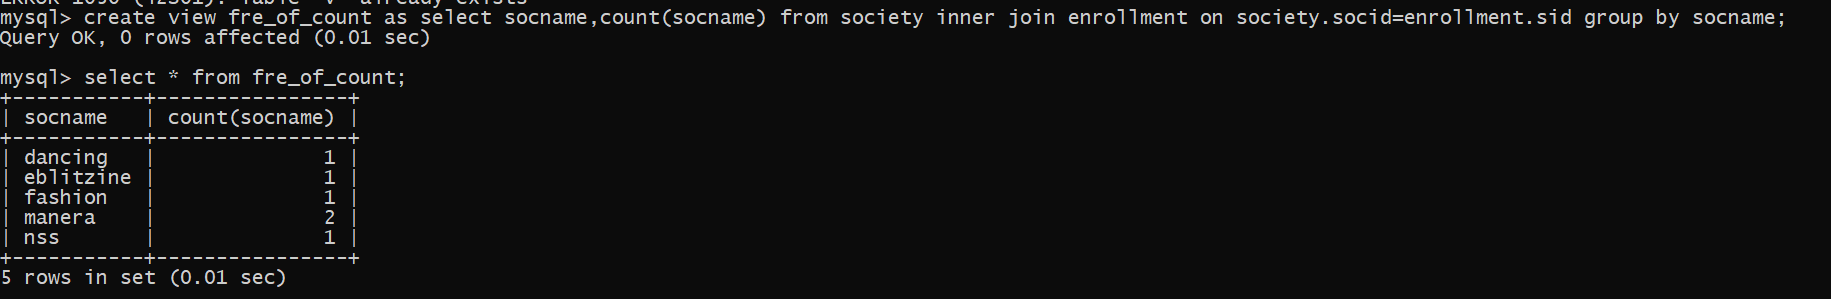 mysql> create view fre_of_count as select socname,count(socname) from society inner join enrollment on society.socid=enrollment.sid group by socname;
Query OK, 0 rows affected (0.01 sec)

mysql> select * from fre_of_count;
+-----------+----------------+
| socname   | count(socname) |
+-----------+----------------+
| dancing   |              1 |
| eblitzine |              1 |
| fashion   |              1 |
| manera    |              2 |
| nss       |              1 |
+-----------+----------------+
5 rows in set (0.01 sec)